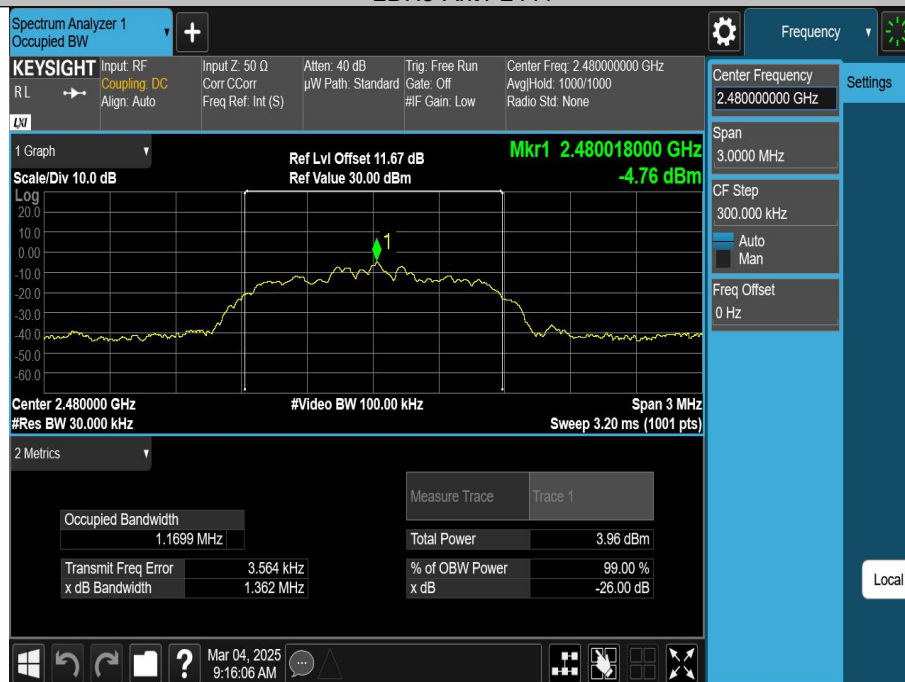 Spectrum Analyzer 1
Occupied BW
Frequency
KEYSIGHT
RL
LXI
Input: RF
Coupling: DC
Align: Auto
Input Z: 50 Ω
Corr CCorr
Freq Ref: Int (S)
Atten: 40 dB
µW Path: Standard
Trig: Free Run
Gate: Off
#IF Gain: Low
Center Freq: 2.480000000 GHz
Avg|Hold: 1000/1000
Radio Std: None
Center Frequency
2.480000000 GHz
Settings
Span
3.0000 MHz
CF Step
300.000 kHz
Auto
Man
Freq Offset
0 Hz
Local
1 Graph
Scale/Div 10.0 dB
Ref Lvl Offset 11.67 dB
Ref Value 30.00 dBm
Mkr1 2.480018000 GHz
-4.76 dBm
Log
20.0
10.0
0.00
-10.0
-20.0
-30.0
-40.0
-50.0
-60.0
1
Center 2.480000 GHz
#Res BW 30.000 kHz
#Video BW 100.00 kHz
Span 3 MHz
Sweep 3.20 ms (1001 pts)
2 Metrics
Measure Trace Trace 1
Occupied Bandwidth
1.1699 MHz
Total Power 3.96 dBm
Transmit Freq Error 3.564 kHz
% of OBW Power 99.00 %
x dB Bandwidth 1.362 MHz
x dB -26.00 dB
?
Mar 04, 2025
9:16:06 AM